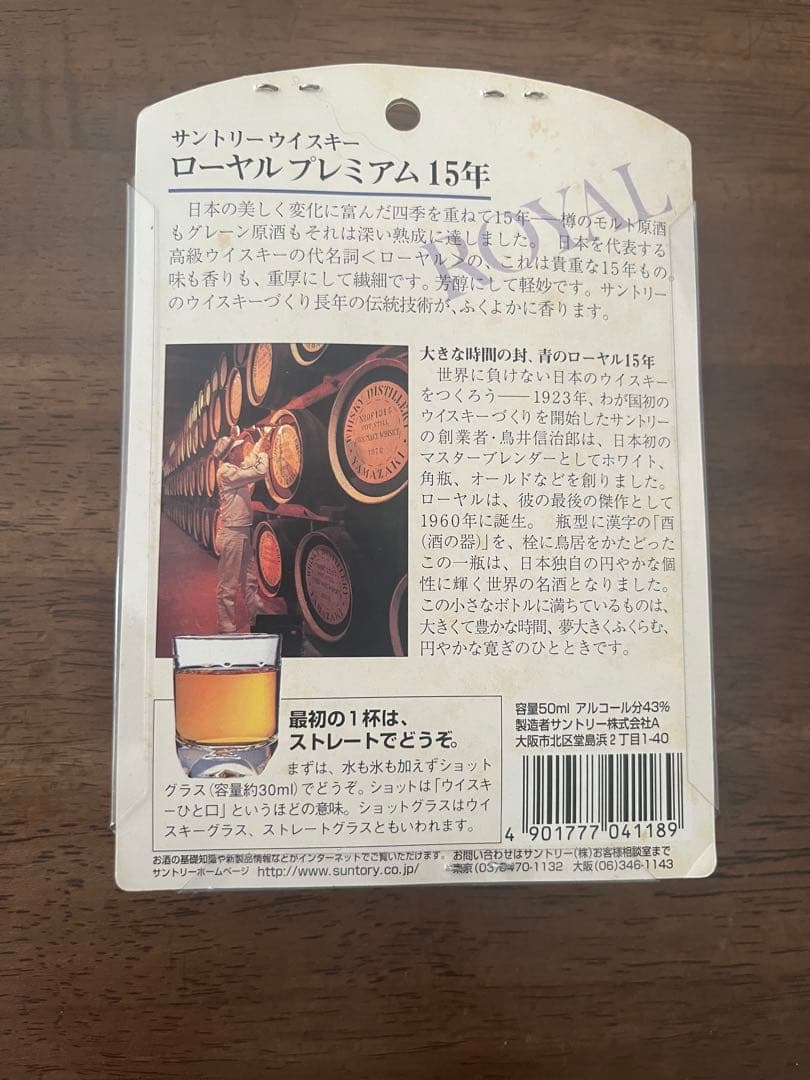 サントリーウイスキー
ローヤル プレミアム 15年
ROYAL
日本の美しく変化に富んだ四季を重ねて15年――樽のモルト原酒
もグレーン原酒もそれは深い熟成に達しました。 日本を代表する
高級ウイスキーの代名詞<ローヤル>の、これは貴重な15年もの。
味も香りも、重厚にして繊細です。芳醇にして軽妙です。サントリー
のウイスキーづくり長年の伝統技術が、ふくよかに香ります。
WHISKY DISTILLERY
YAMAZAKI
大きな時間の封、青のローヤル15年
世界に負けない日本のウイスキー
をつくろう――1923年、わが国初の
ウイスキーづくりを開始したサントリー
の創業者・鳥井信治郎は、日本初の
マスターブレンダーとしてホワイト、
角瓶、オールドなどを創りました。
ローヤルは、彼の最後の傑作として
1960年に誕生。 瓶型に漢字の「酉
(酒の器)」を、栓に鳥居をかたどった
この一瓶は、日本独自の円やかな個
性に輝く世界の名酒となりました。
この小さなボトルに満ちているものは、
大きくて豊かな時間、夢大きくふくらむ、
円やかな寛ぎのひとときです。
最初の1杯は、
ストレートでどうぞ。
まずは、水も氷も加えずショット
グラス(容量約30ml)でどうぞ。ショットは「ウイスキ
ーひと口」というほどの意味。ショットグラスはウイ
スキーグラス、ストレートグラスともいわれます。
容量50ml アルコール分43%
製造者サントリー株式会社A
大阪市北区堂島浜2丁目1-40
4 901777 041189
お酒の基礎知識や新製品情報などがインターネットでご覧いただけます。 お問い合わせはサントリー(株)お客様相談室まで
サントリーホームページ http://www.suntory.co.jp/ 東京(03)3470-1132 大阪(06)346-1143